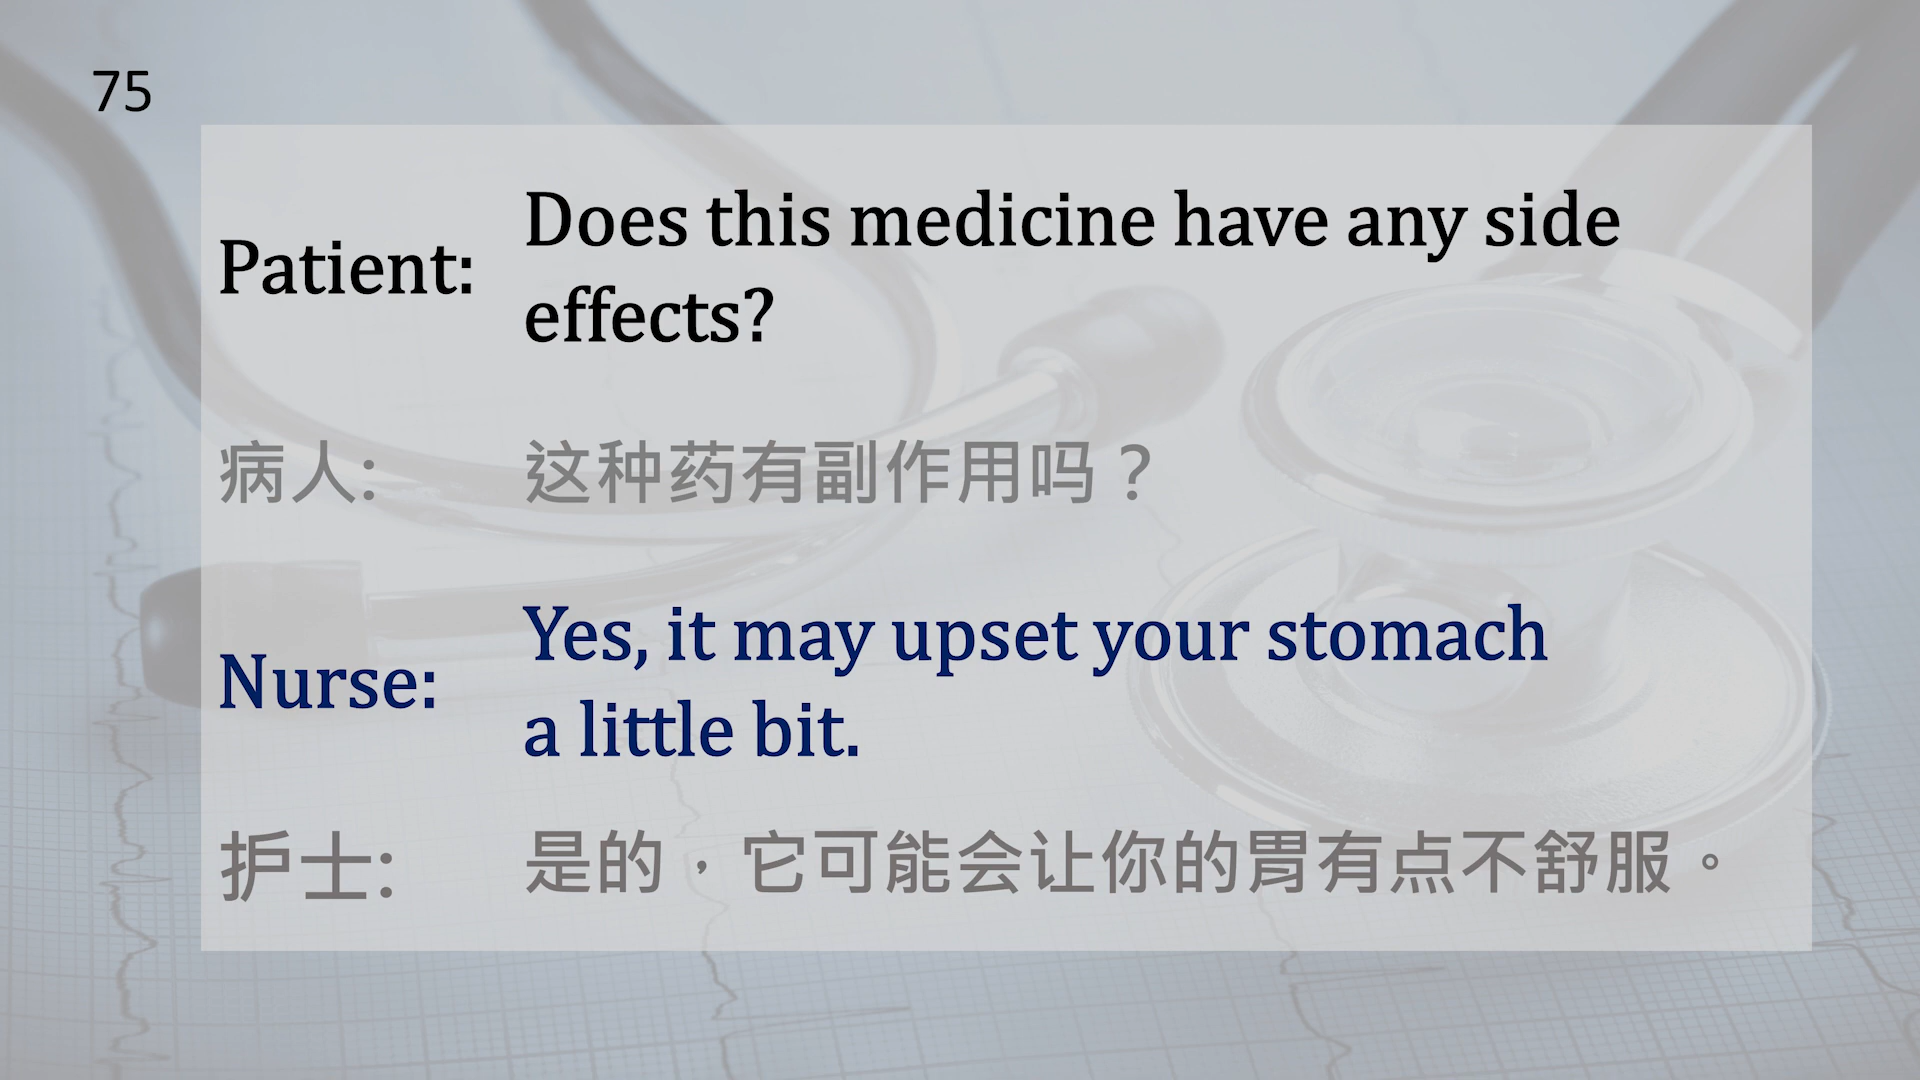 75
Patient: Does this medicine have any side
effects?
病人: 这种药有副作用吗？
Nurse: Yes, it may upset your stomach
a little bit.
护士: 是的，它可能会让你的胃有点不舒服。